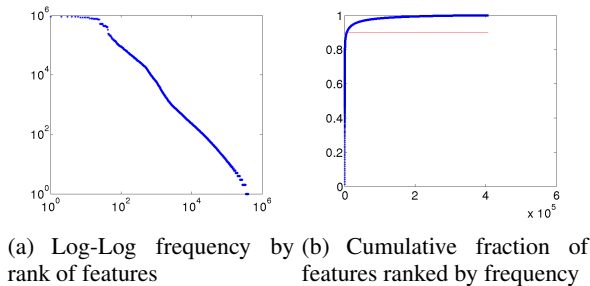 10^6
10^4
10^2
10^0
10^0 10^2 10^4 10^6
1
0.8
0.6
0.4
0.2
0
0 2 4 6
x 10^5
(a) Log-Log frequency by rank of features
(b) Cumulative fraction of features ranked by frequency